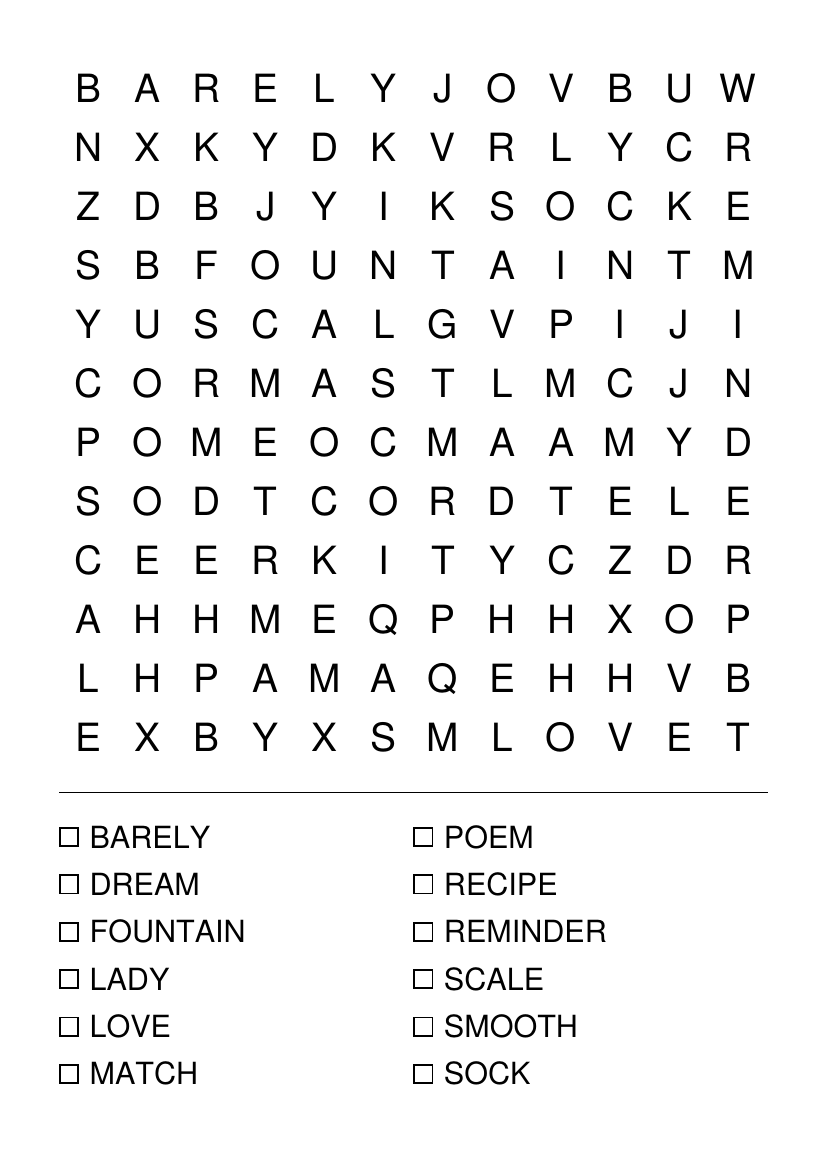 B A R E L Y J O V B U W
N X K Y D K V R L Y C R
Z D B J Y I K S O C K E
S B F O U N T A I N T M
Y U S C A L G V P I J I
C O R M A S T L M C J N
P O M E O C M A A M Y D
S O D T C O R D T E L E
C E E R K I T Y C Z D R
A H H M E Q P H H X O P
L H P A M A Q E H H V B
E X B Y X S M L O V E T
BARELY
DREAM
FOUNTAIN
LADY
LOVE
MATCH
POEM
RECIPE
REMINDER
SCALE
SMOOTH
SOCK